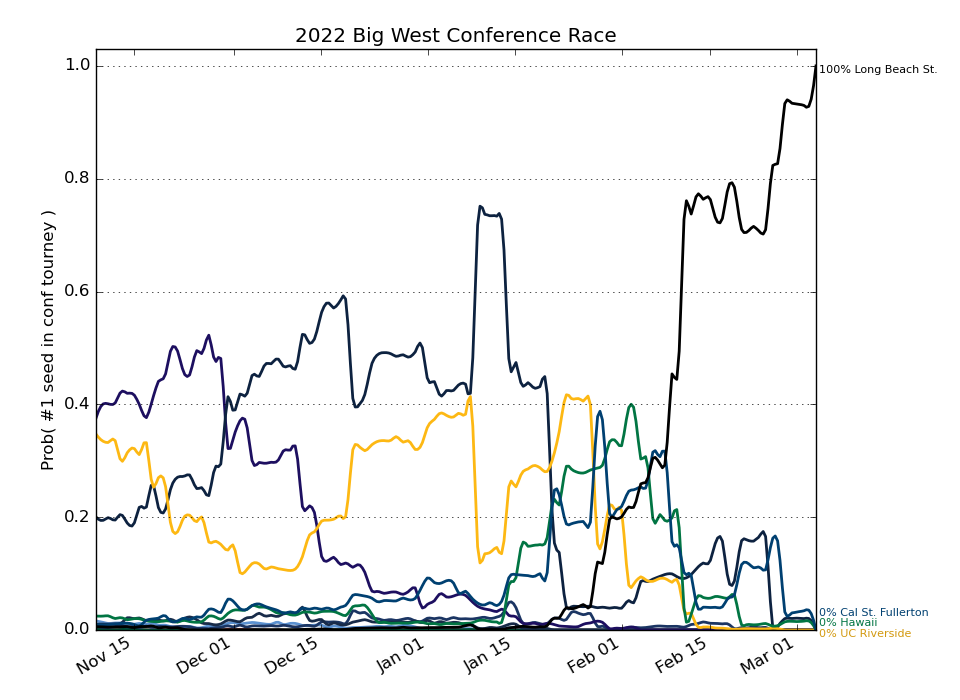 2022 Big West Conference Race
Prob( #1 seed in conf tourney )
1.0
0.8
0.6
0.4
0.2
0.0
Nov 15
Dec 01
Dec 15
Jan 01
Jan 15
Feb 01
Feb 15
Mar 01
100% Long Beach St.
0% Cal St. Fullerton
0% Hawaii
0% UC Riverside